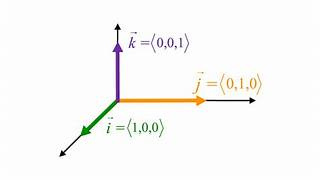 k⃗ =⟨0,0,1⟩
j⃗ =⟨0,1,0⟩
i⃗ =⟨1,0,0⟩